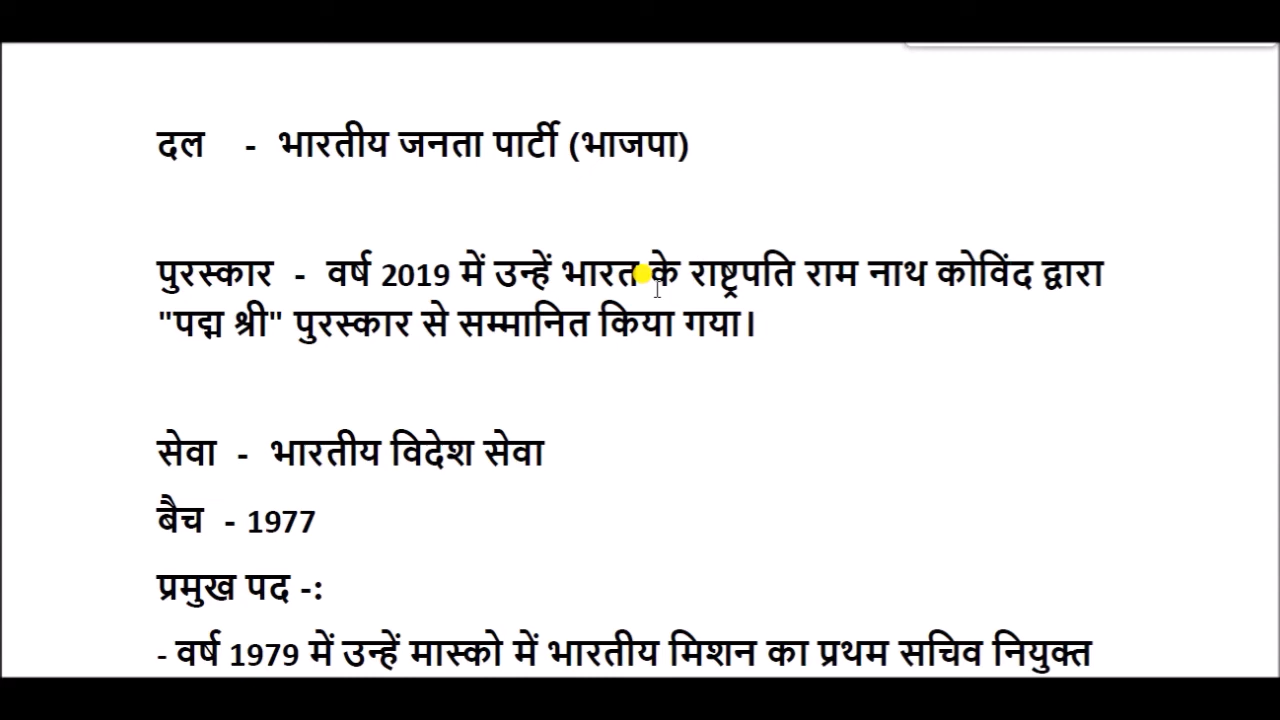 दल - भारतीय जनता पार्टी (भाजपा)
पुरस्कार - वर्ष 2019 में उन्हें भारत के राष्ट्रपति राम नाथ कोविंद द्वारा
"पद्म श्री" पुरस्कार से सम्मानित किया गया।
सेवा - भारतीय विदेश सेवा
बैच - 1977
प्रमुख पद -:
- वर्ष 1979 में उन्हें मास्को में भारतीय मिशन का प्रथम सचिव नियुक्त